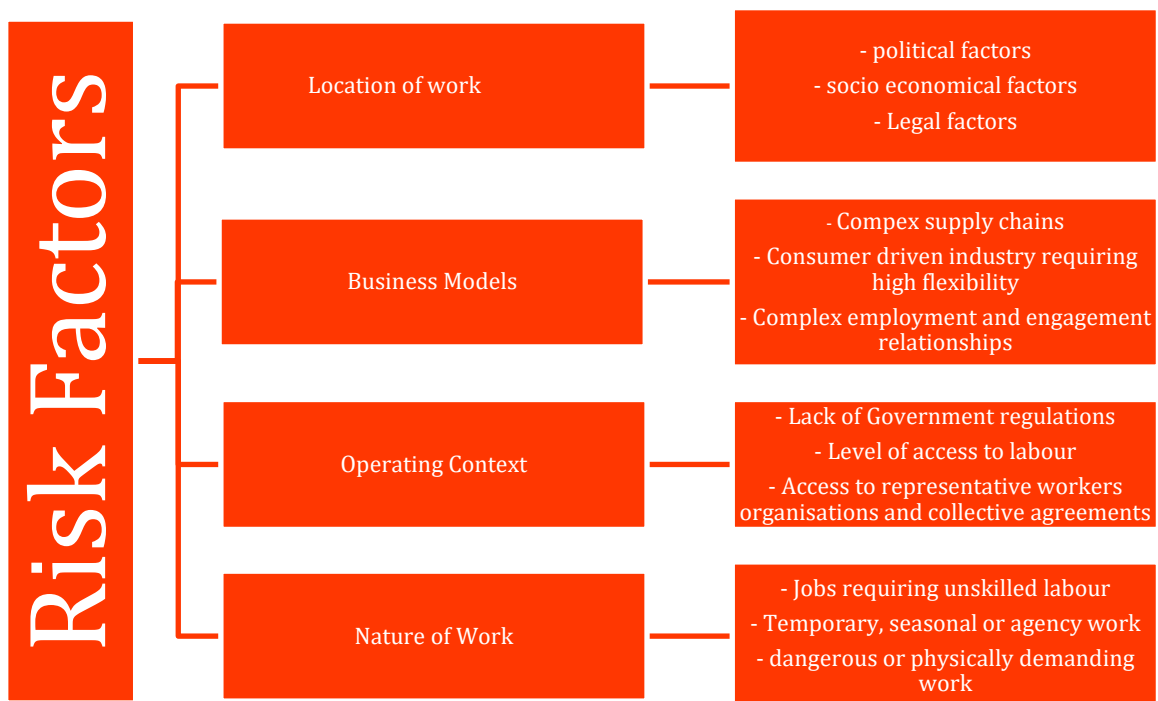 Risk Factors
Location of work
- political factors
- socio economical factors
- Legal factors
Business Models
- Compex supply chains
- Consumer driven industry requiring
high flexibility
- Complex employment and engagement
relationships
Operating Context
- Lack of Government regulations
- Level of access to labour
- Access to representative workers
organisations and collective agreements
Nature of Work
- Jobs requiring unskilled labour
- Temporary, seasonal or agency work
- dangerous or physically demanding
work